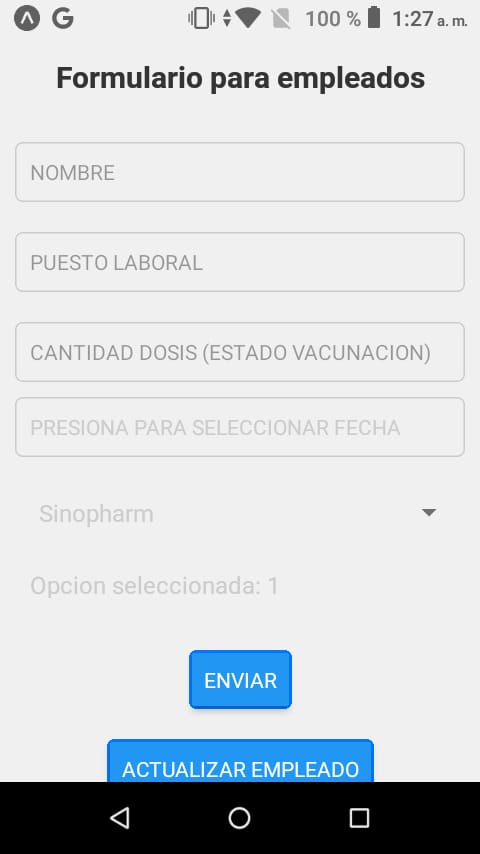 100 % 1:27 a. m.
Formulario para empleados
NOMBRE
PUESTO LABORAL
CANTIDAD DOSIS (ESTADO VACUNACION)
PRESIONA PARA SELECCIONAR FECHA
Sinopharm
Opcion seleccionada: 1
ENVIAR
ACTUALIZAR EMPLEADO